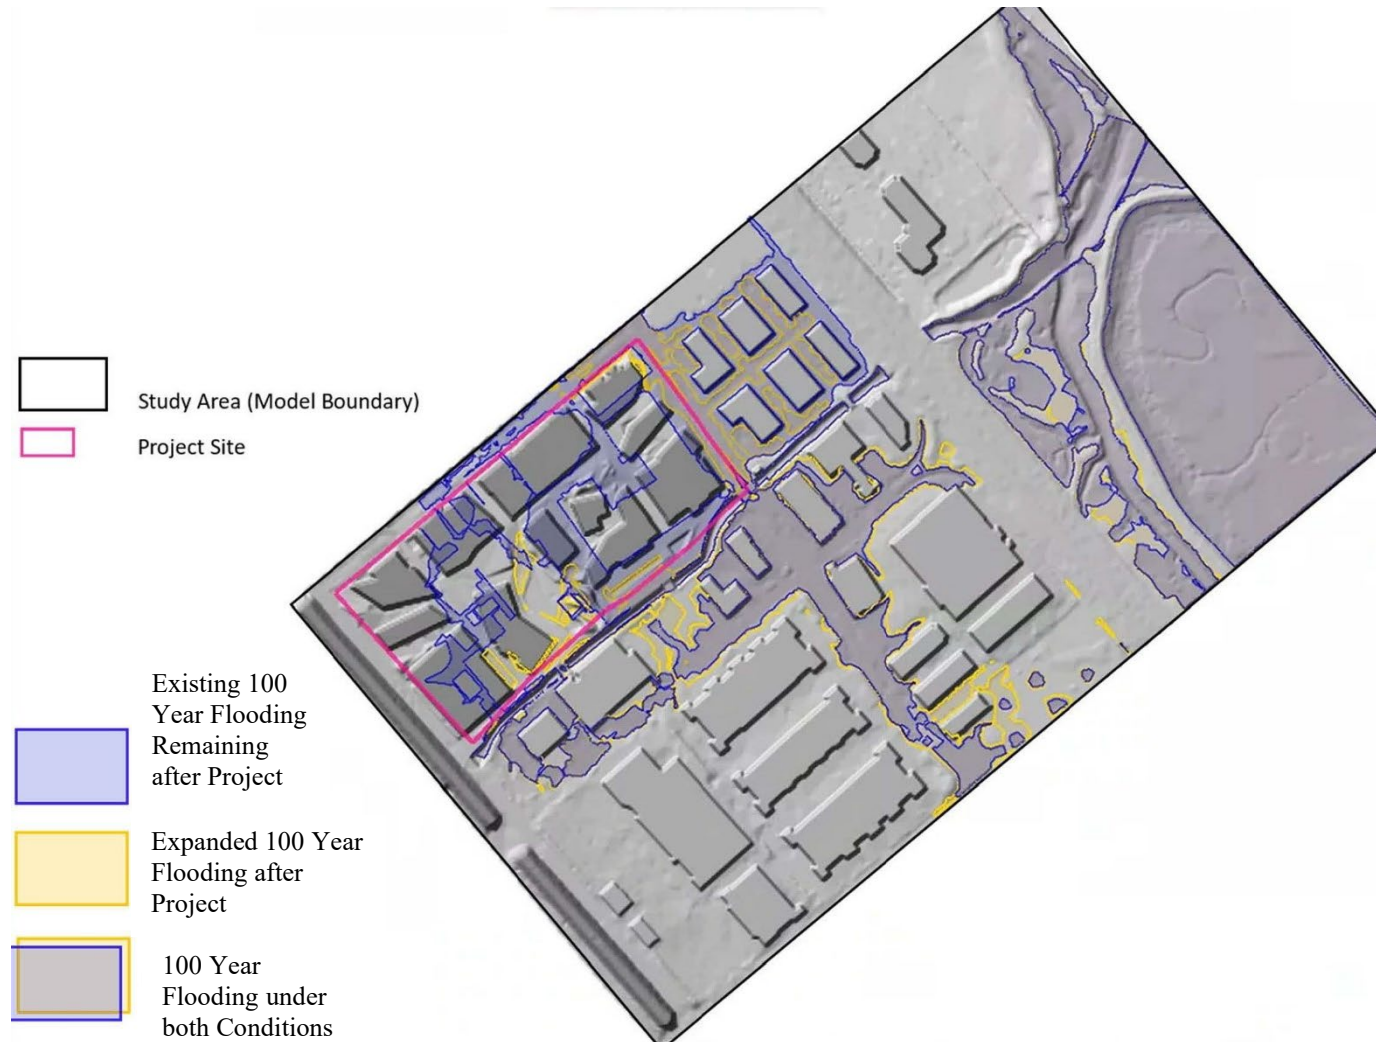 Study Area (Model Boundary)
Project Site
Existing 100
Year Flooding
Remaining
after Project
Expanded 100 Year
Flooding after
Project
100 Year
Flooding under
both Conditions